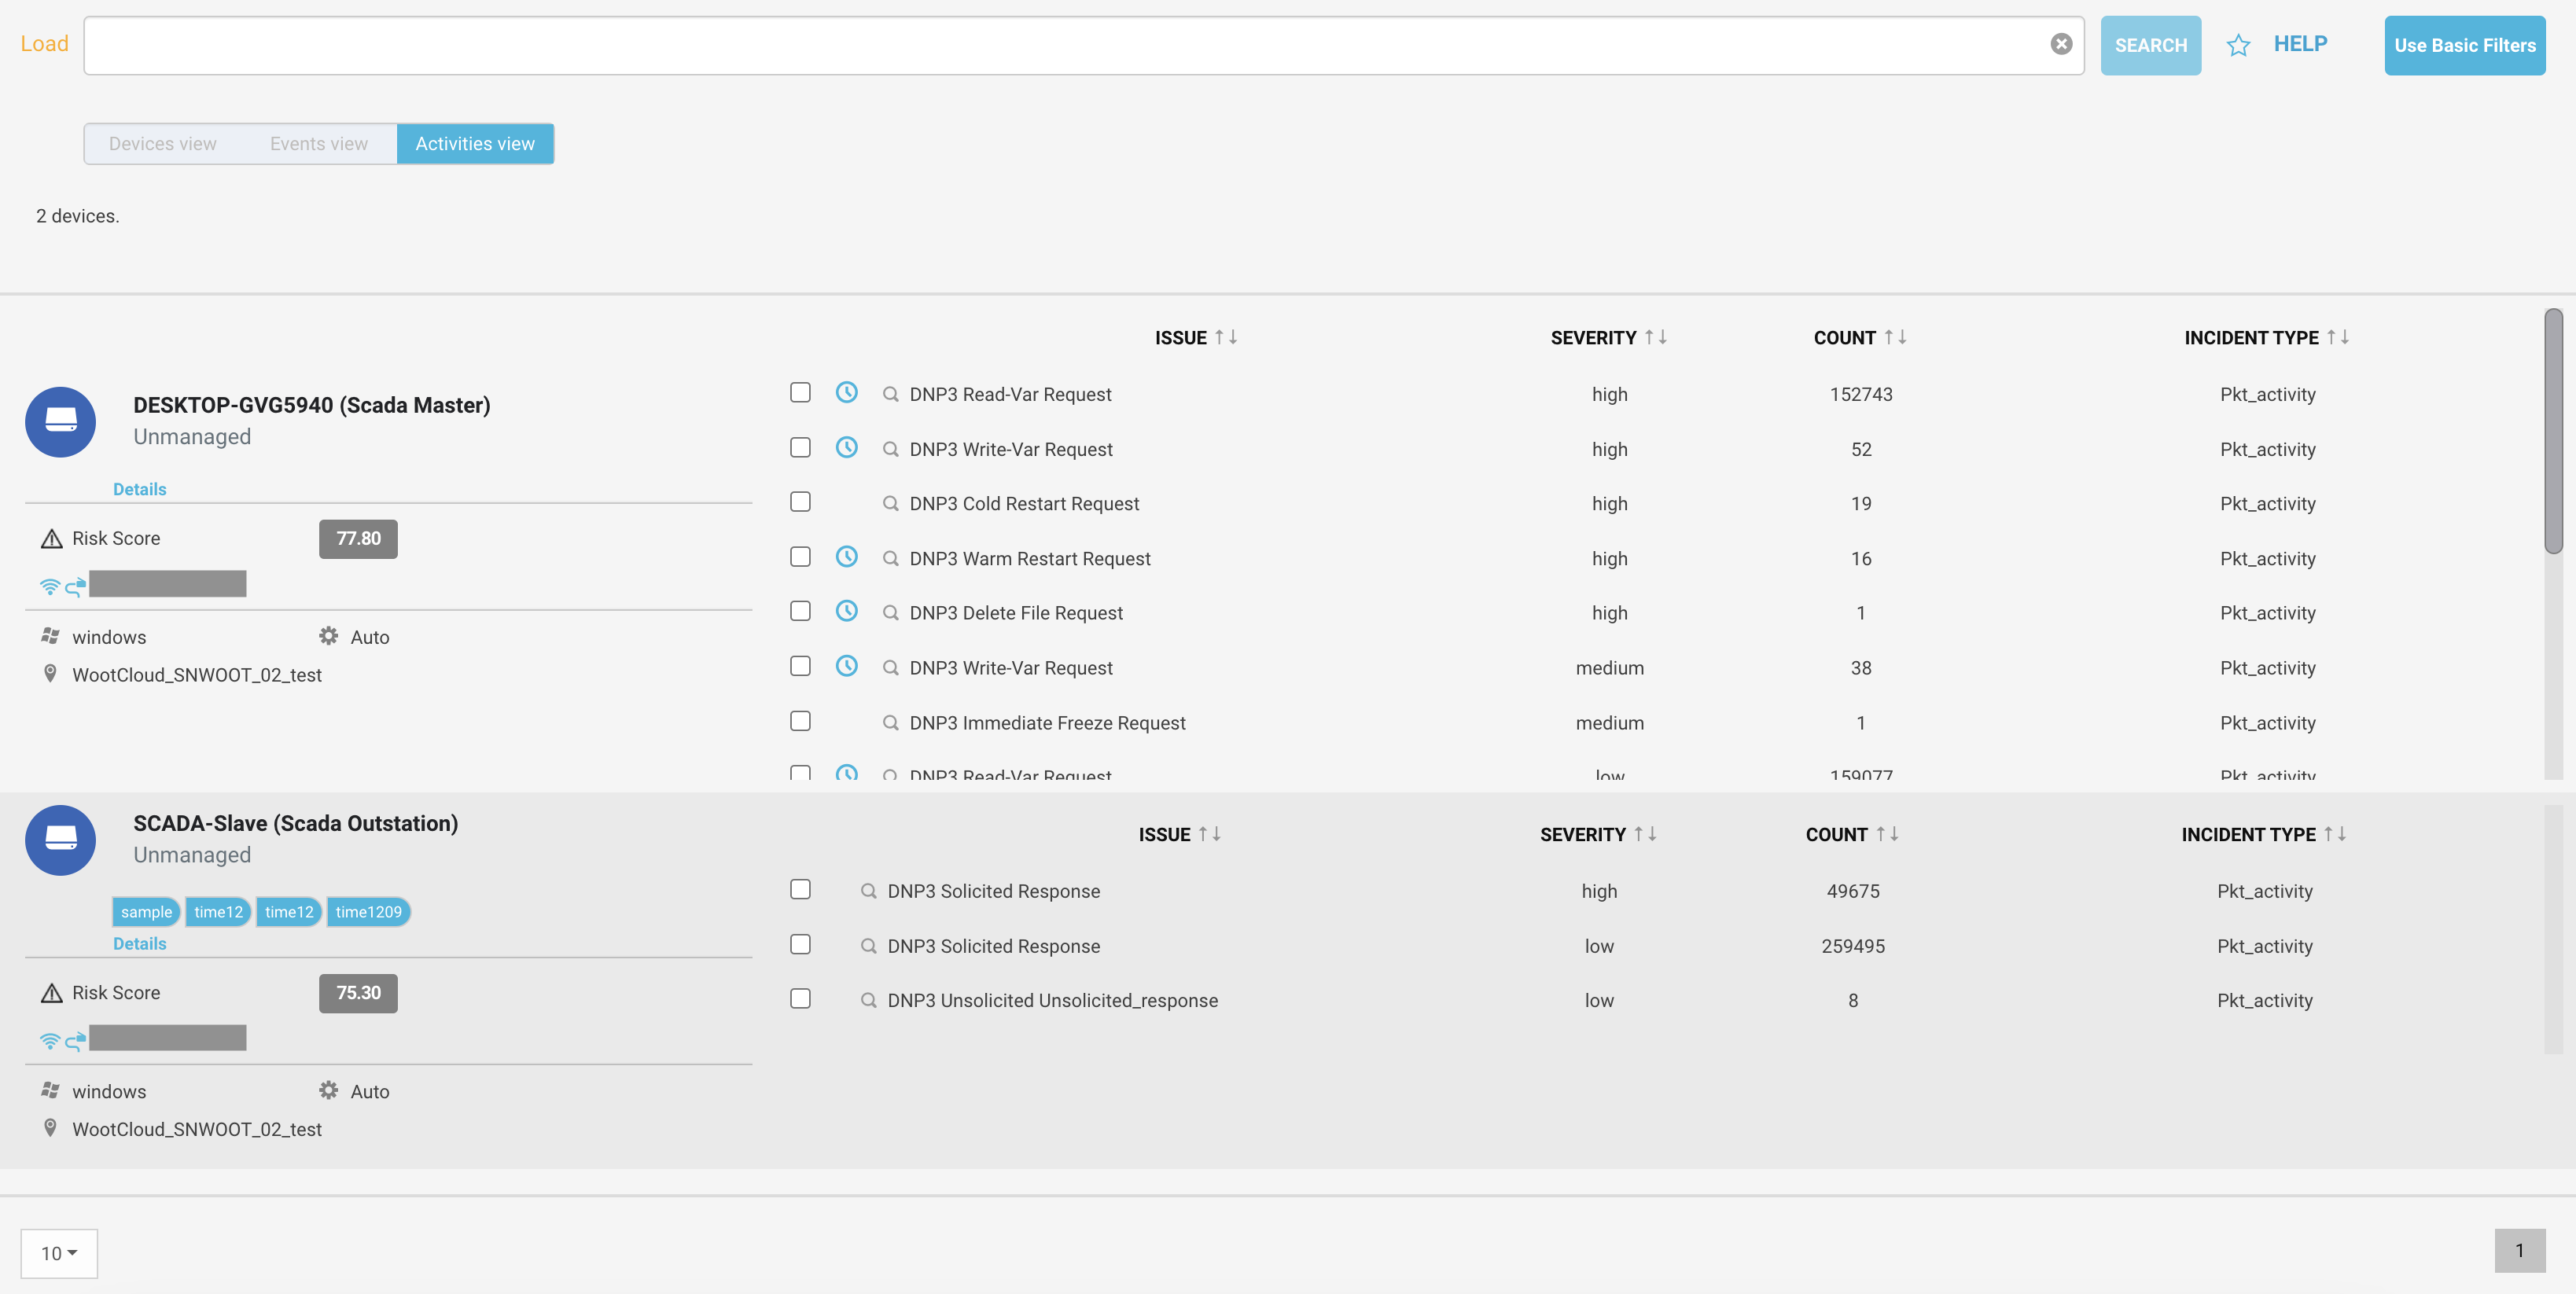 Load
SEARCH HELP Use Basic Filters
Devices view Events view Activities view
2 devices.
DESKTOP-GVG5940 (Scada Master)
Unmanaged
Details
Risk Score 77.80
windows Auto
WootCloud_SNWOOT_02_test
ISSUE SEVERITY COUNT INCIDENT TYPE
DNP3 Read-Var Request high 152743 Pkt_activity
DNP3 Write-Var Request high 52 Pkt_activity
DNP3 Cold Restart Request high 19 Pkt_activity
DNP3 Warm Restart Request high 16 Pkt_activity
DNP3 Delete File Request high 1 Pkt_activity
DNP3 Write-Var Request medium 38 Pkt_activity
DNP3 Immediate Freeze Request medium 1 Pkt_activity
DNP3 Read-Var Request low 159077 Pkt_activity
SCADA-Slave (Scada Outstation)
Unmanaged
sample time12 time12 time1209
Details
Risk Score 75.30
windows Auto
WootCloud_SNWOOT_02_test
ISSUE SEVERITY COUNT INCIDENT TYPE
DNP3 Solicited Response high 49675 Pkt_activity
DNP3 Solicited Response low 259495 Pkt_activity
DNP3 Unsolicited Unsolicited_response low 8 Pkt_activity
10 1